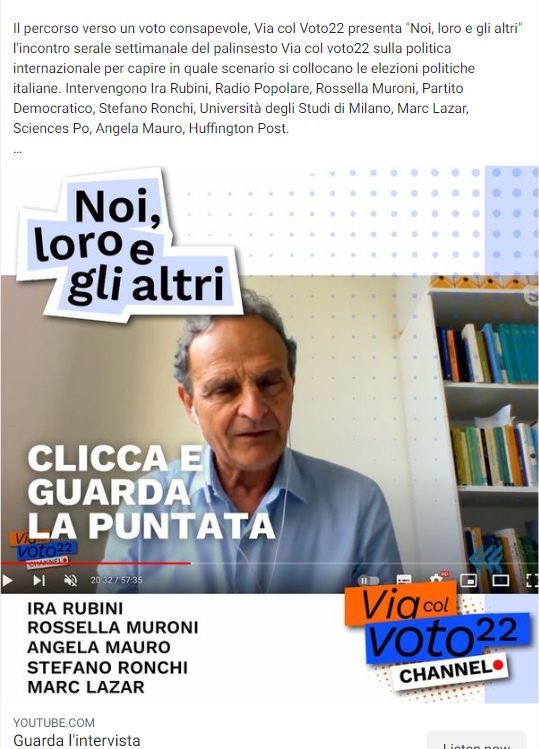 Il percorso verso un voto consapevole, Via col Voto22 presenta "Noi, loro e gli altri"
l'incontro serale settimanale del palinsesto Via col voto22 sulla politica
internazionale per capire in quale scenario si collocano le elezioni politiche
italiane. Intervengono Ira Rubini, Radio Popolare, Rossella Muroni, Partito
Democratico, Stefano Ronchi, Università degli Studi di Milano, Marc Lazar,
Sciences Po, Angela Mauro, Huffington Post.
...
Noi,
loro e
gli altri
CLICCA E
GUARDA
LA PUNTATA
Via
voto22
CHANNEL
20:32 / 57:35
IRA RUBINI
ROSSELLA MURONI
ANGELA MAURO
STEFANO RONCHI
MARC LAZAR
Via col
voto22
CHANNEL
YOUTUBE.COM
Guarda l'intervista
Listen now